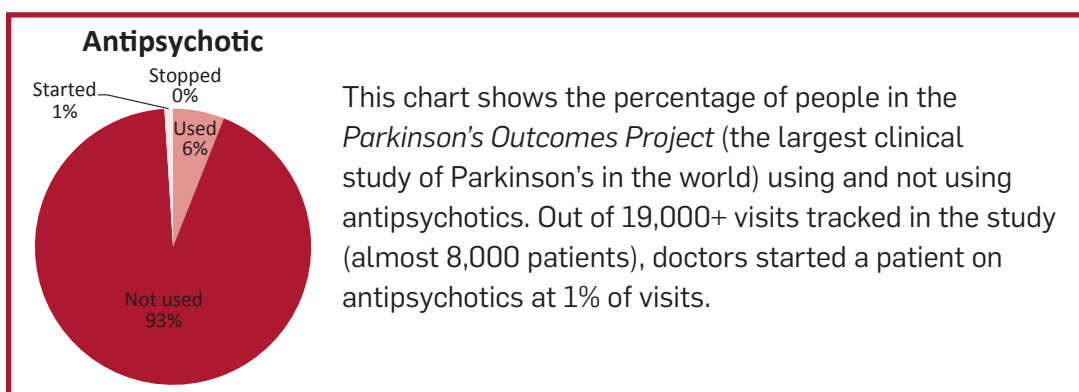 Antipsychotic
Stopped
0%
Started
1%
Used
6%
Not used
93%
This chart shows the percentage of people in the
Parkinson's Outcomes Project (the largest clinical
study of Parkinson's in the world) using and not using
antipsychotics. Out of 19,000+ visits tracked in the study
(almost 8,000 patients), doctors started a patient on
antipsychotics at 1% of visits.